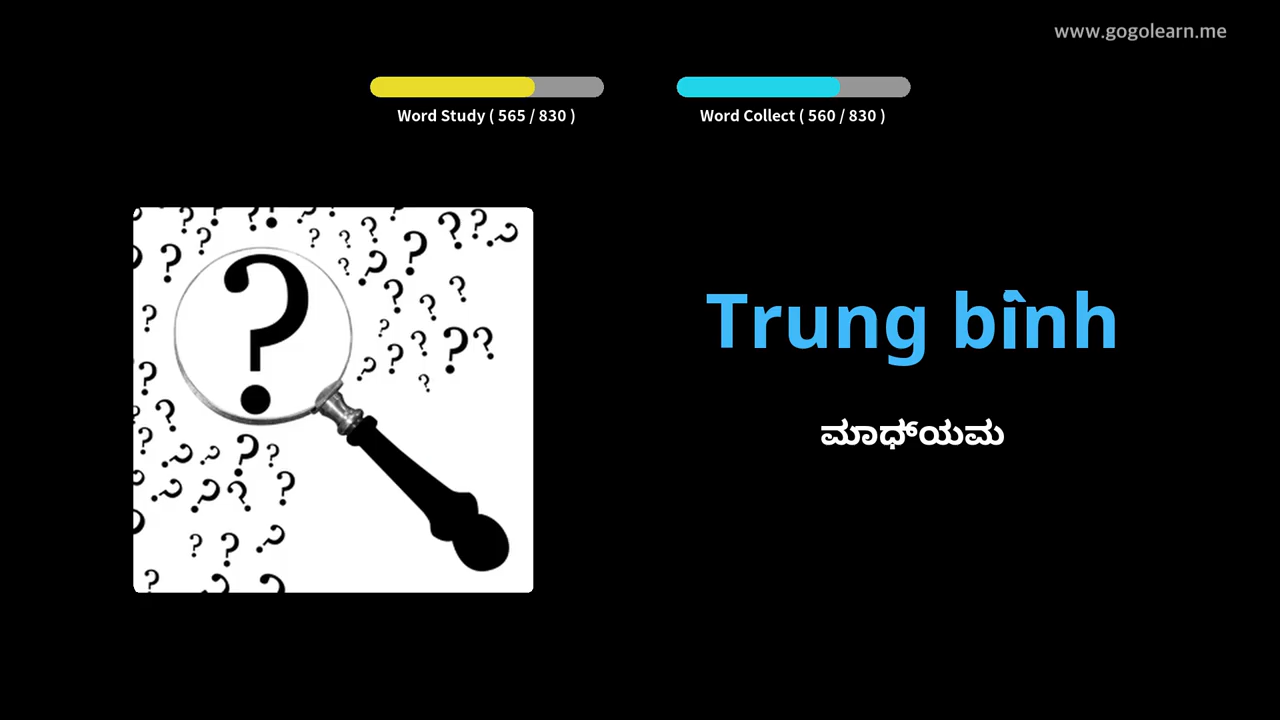 www.gogolearn.me
Word Study ( 565 / 830 )
Word Collect ( 560 / 830 )
Trung bình
ಮಾಧ್ಯಮ